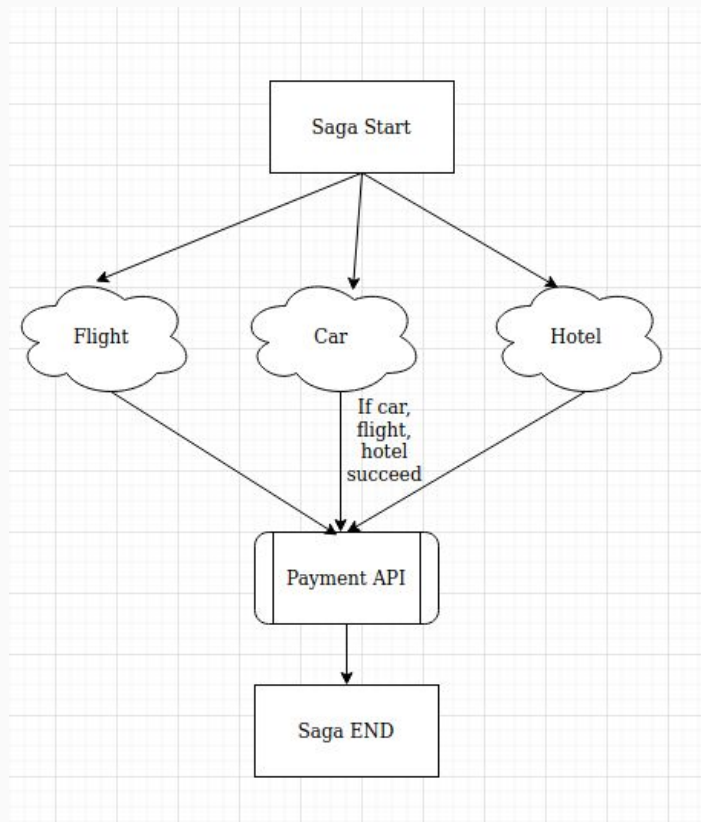 Saga Start
Flight
Car
Hotel
If car,
flight,
hotel
succeed
Payment API
Saga END